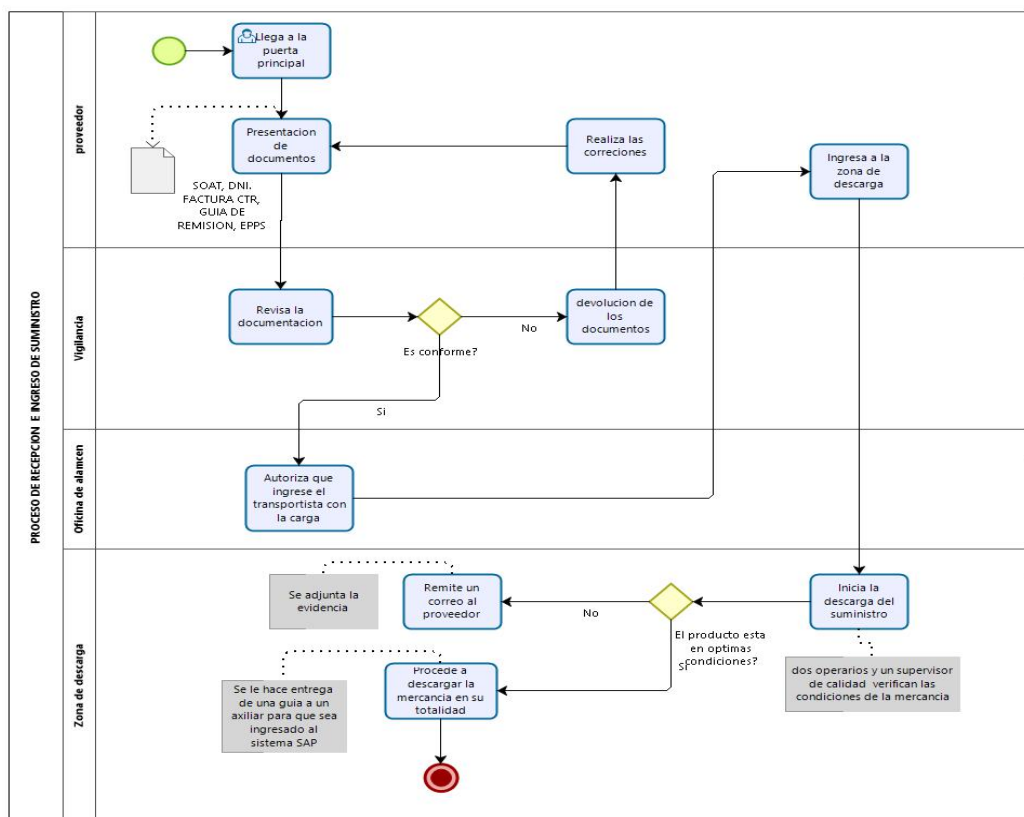 PROCESO DE RECEPCION E INGRESO DE SUMINISTRO
proveedor
Llega a la
puerta
principal
Presentacion
de
documentos
SOAT, DNI.
FACTURA CTR,
GUIA DE
REMISION, EPPS
Realiza las
correciones
Ingresa a la
zona de
descarga
Vigilancia
Revisa la
documentacion
Es conforme?
No
Si
devolucion de
los
documentos
Oficina de alamcen
Autoriza que
ingrese el
transportista con
la carga
Zona de descarga
Inicia la
descarga del
suministro
dos operarios y un supervisor
de calidad verifican las
condiciones de la mercancia
El producto esta
en optimas
condiciones?
No
SI
Remite un
correo al
proveedor
Se adjunta la
evidencia
Procede a
descargar la
mercancia en su
totalidad
Se le hace entrega
de una guia a un
axiliar para que sea
ingresado al
sistema SAP